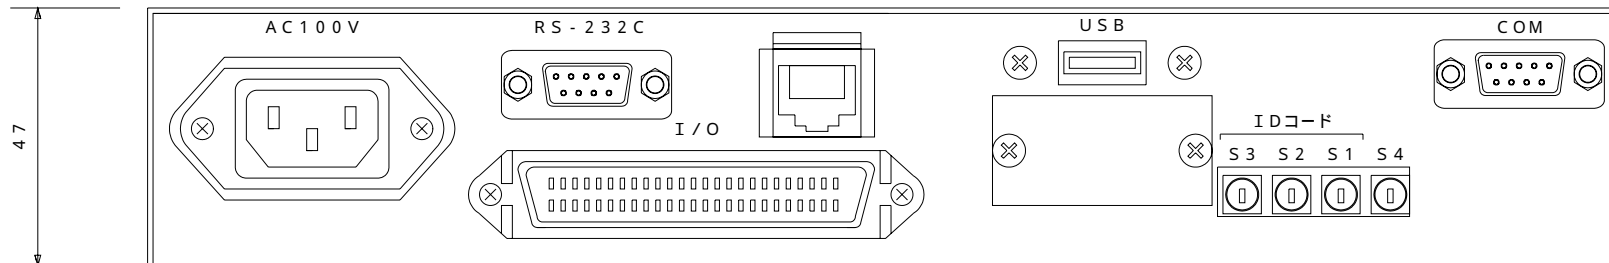 AC100V
RS-232C
USB
COM
I/O
IDコード
S3 S2 S1 S4
47